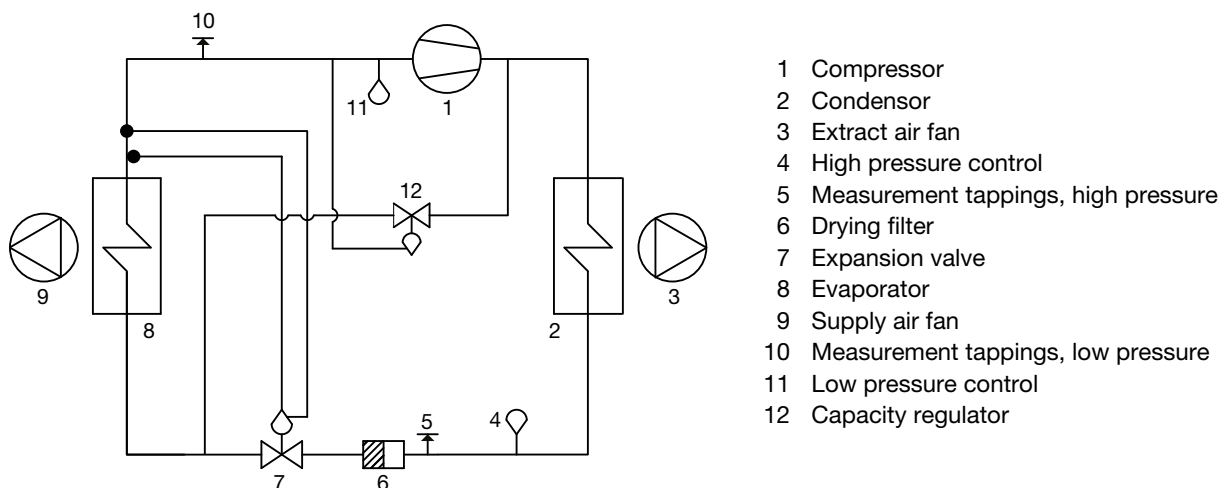 10
11
1
12
9
8
2
3
5
4
7
6
1 Compressor
2 Condensor
3 Extract air fan
4 High pressure control
5 Measurement tappings, high pressure
6 Drying filter
7 Expansion valve
8 Evaporator
9 Supply air fan
10 Measurement tappings, low pressure
11 Low pressure control
12 Capacity regulator